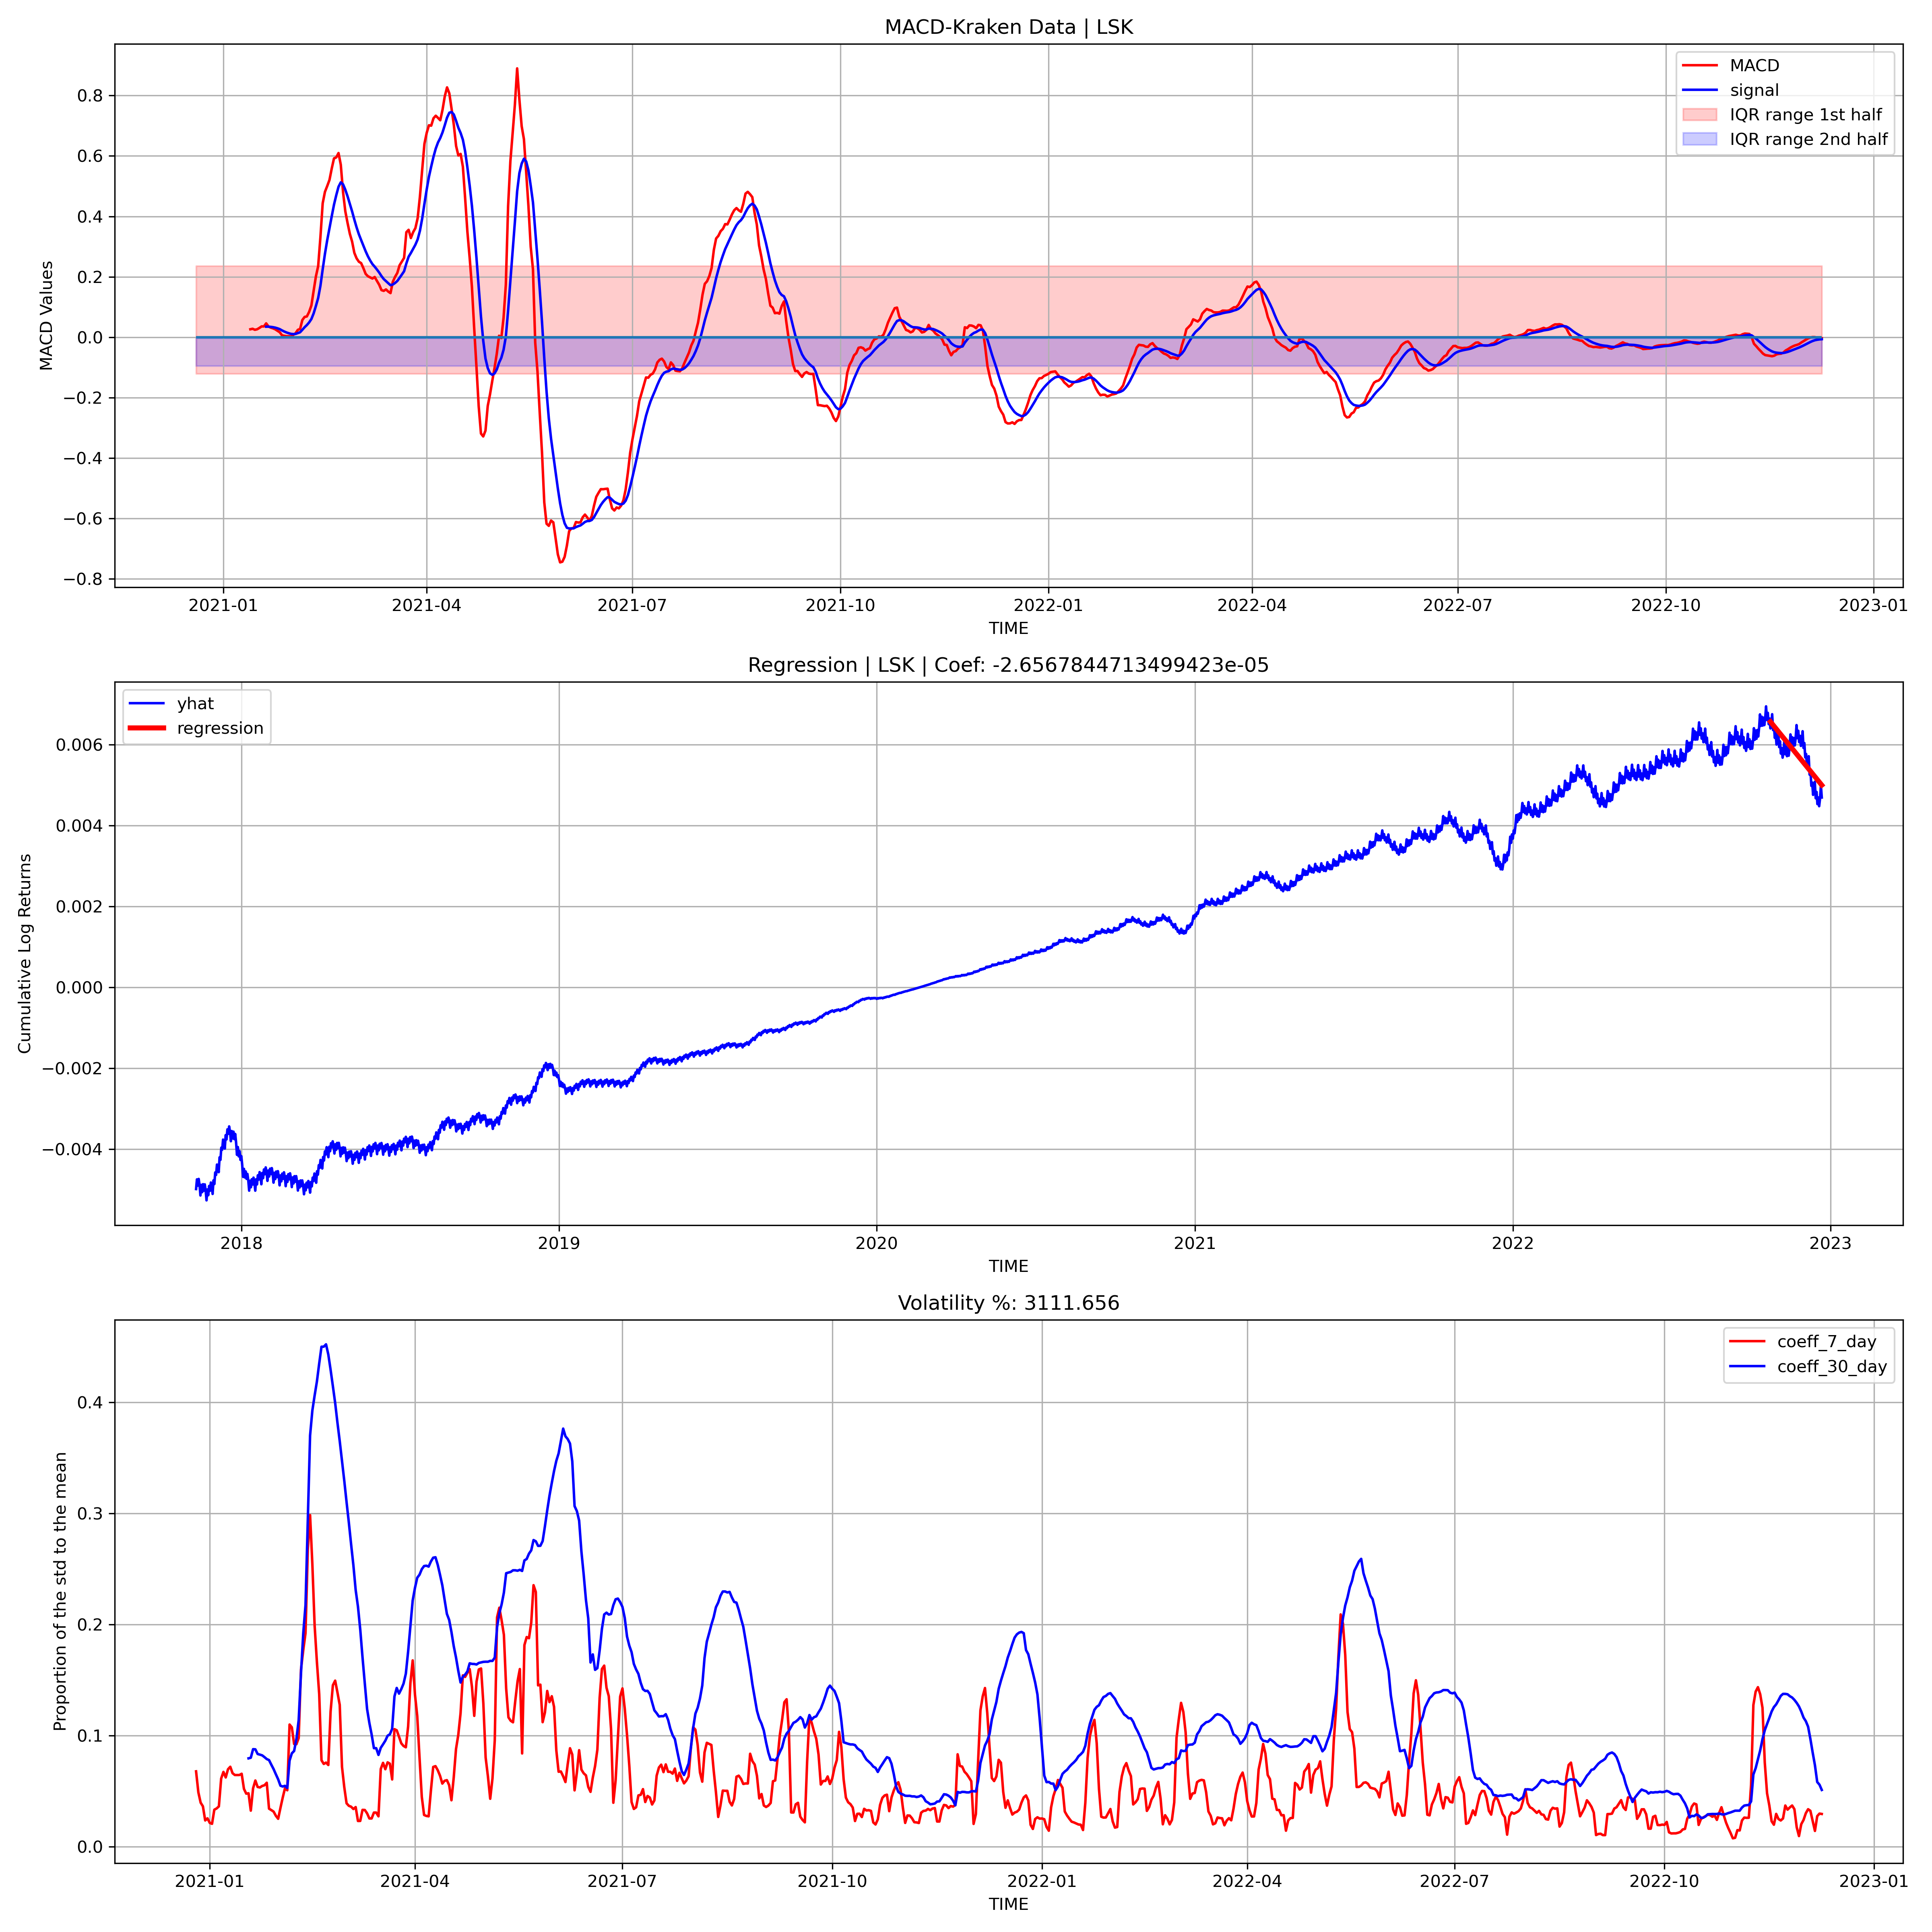 MACD-Kraken Data | LSK
MACD
signal
IQR range 1st half
IQR range 2nd half
MACD Values
0.8
0.6
0.4
0.2
0.0
−0.2
−0.4
−0.6
−0.8
2021-01 2021-04 2021-07 2021-10 2022-01 2022-04 2022-07 2022-10 2023-01
TIME
Regression | LSK | Coef: -2.6567844713499423e-05
yhat
regression
Cumulative Log Returns
0.006
0.004
0.002
0.000
−0.002
−0.004
2018 2019 2020 2021 2022 2023
TIME
Volatility %: 3111.656
coeff_7_day
coeff_30_day
Proportion of the std to the mean
0.4
0.3
0.2
0.1
0.0
2021-01 2021-04 2021-07 2021-10 2022-01 2022-04 2022-07 2022-10 2023-01
TIME